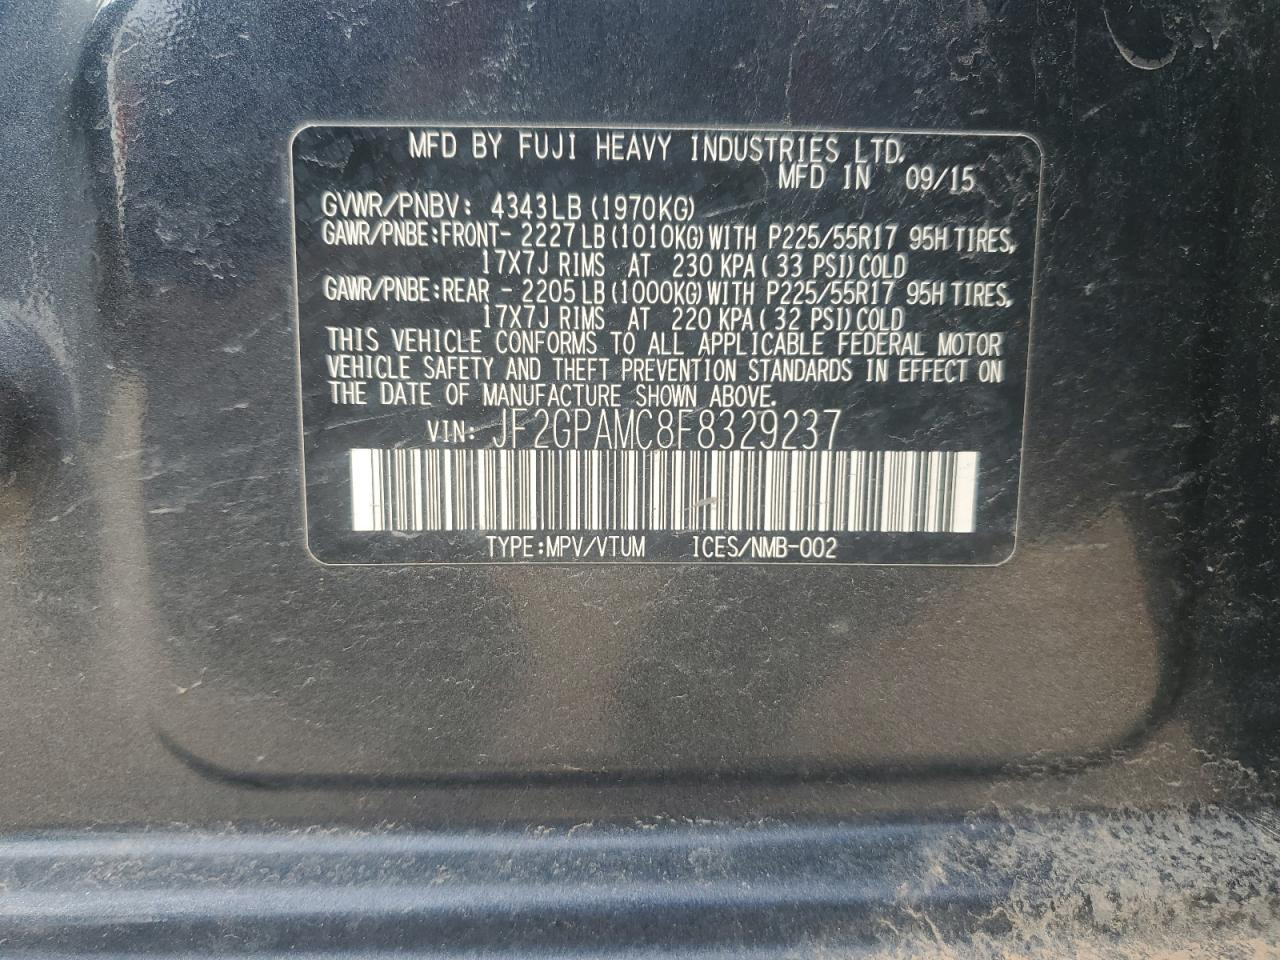 MFD BY FUJI HEAVY INDUSTRIES LTD.
MFD IN 09/15
GVWR/PNBV: 4343LB (1970KG)
GAWR/PNBE:FRONT- 2227LB (1010KG) WITH P225/55R17 95H TIRES,
17X7J RIMS AT 230 KPA (33 PSI) COLD
GAWR/PNBE:REAR - 2205LB (1000KG) WITH P225/55R17 95H TIRES,
17X7J RIMS AT 220 KPA (32 PSI) COLD
THIS VEHICLE CONFORMS TO ALL APPLICABLE FEDERAL MOTOR
VEHICLE SAFETY AND THEFT PREVENTION STANDARDS IN EFFECT ON
THE DATE OF MANUFACTURE SHOWN ABOVE.
VIN: JF2GPAMC8F8329237
TYPE:MPV/VTUM ICES/NMB-002